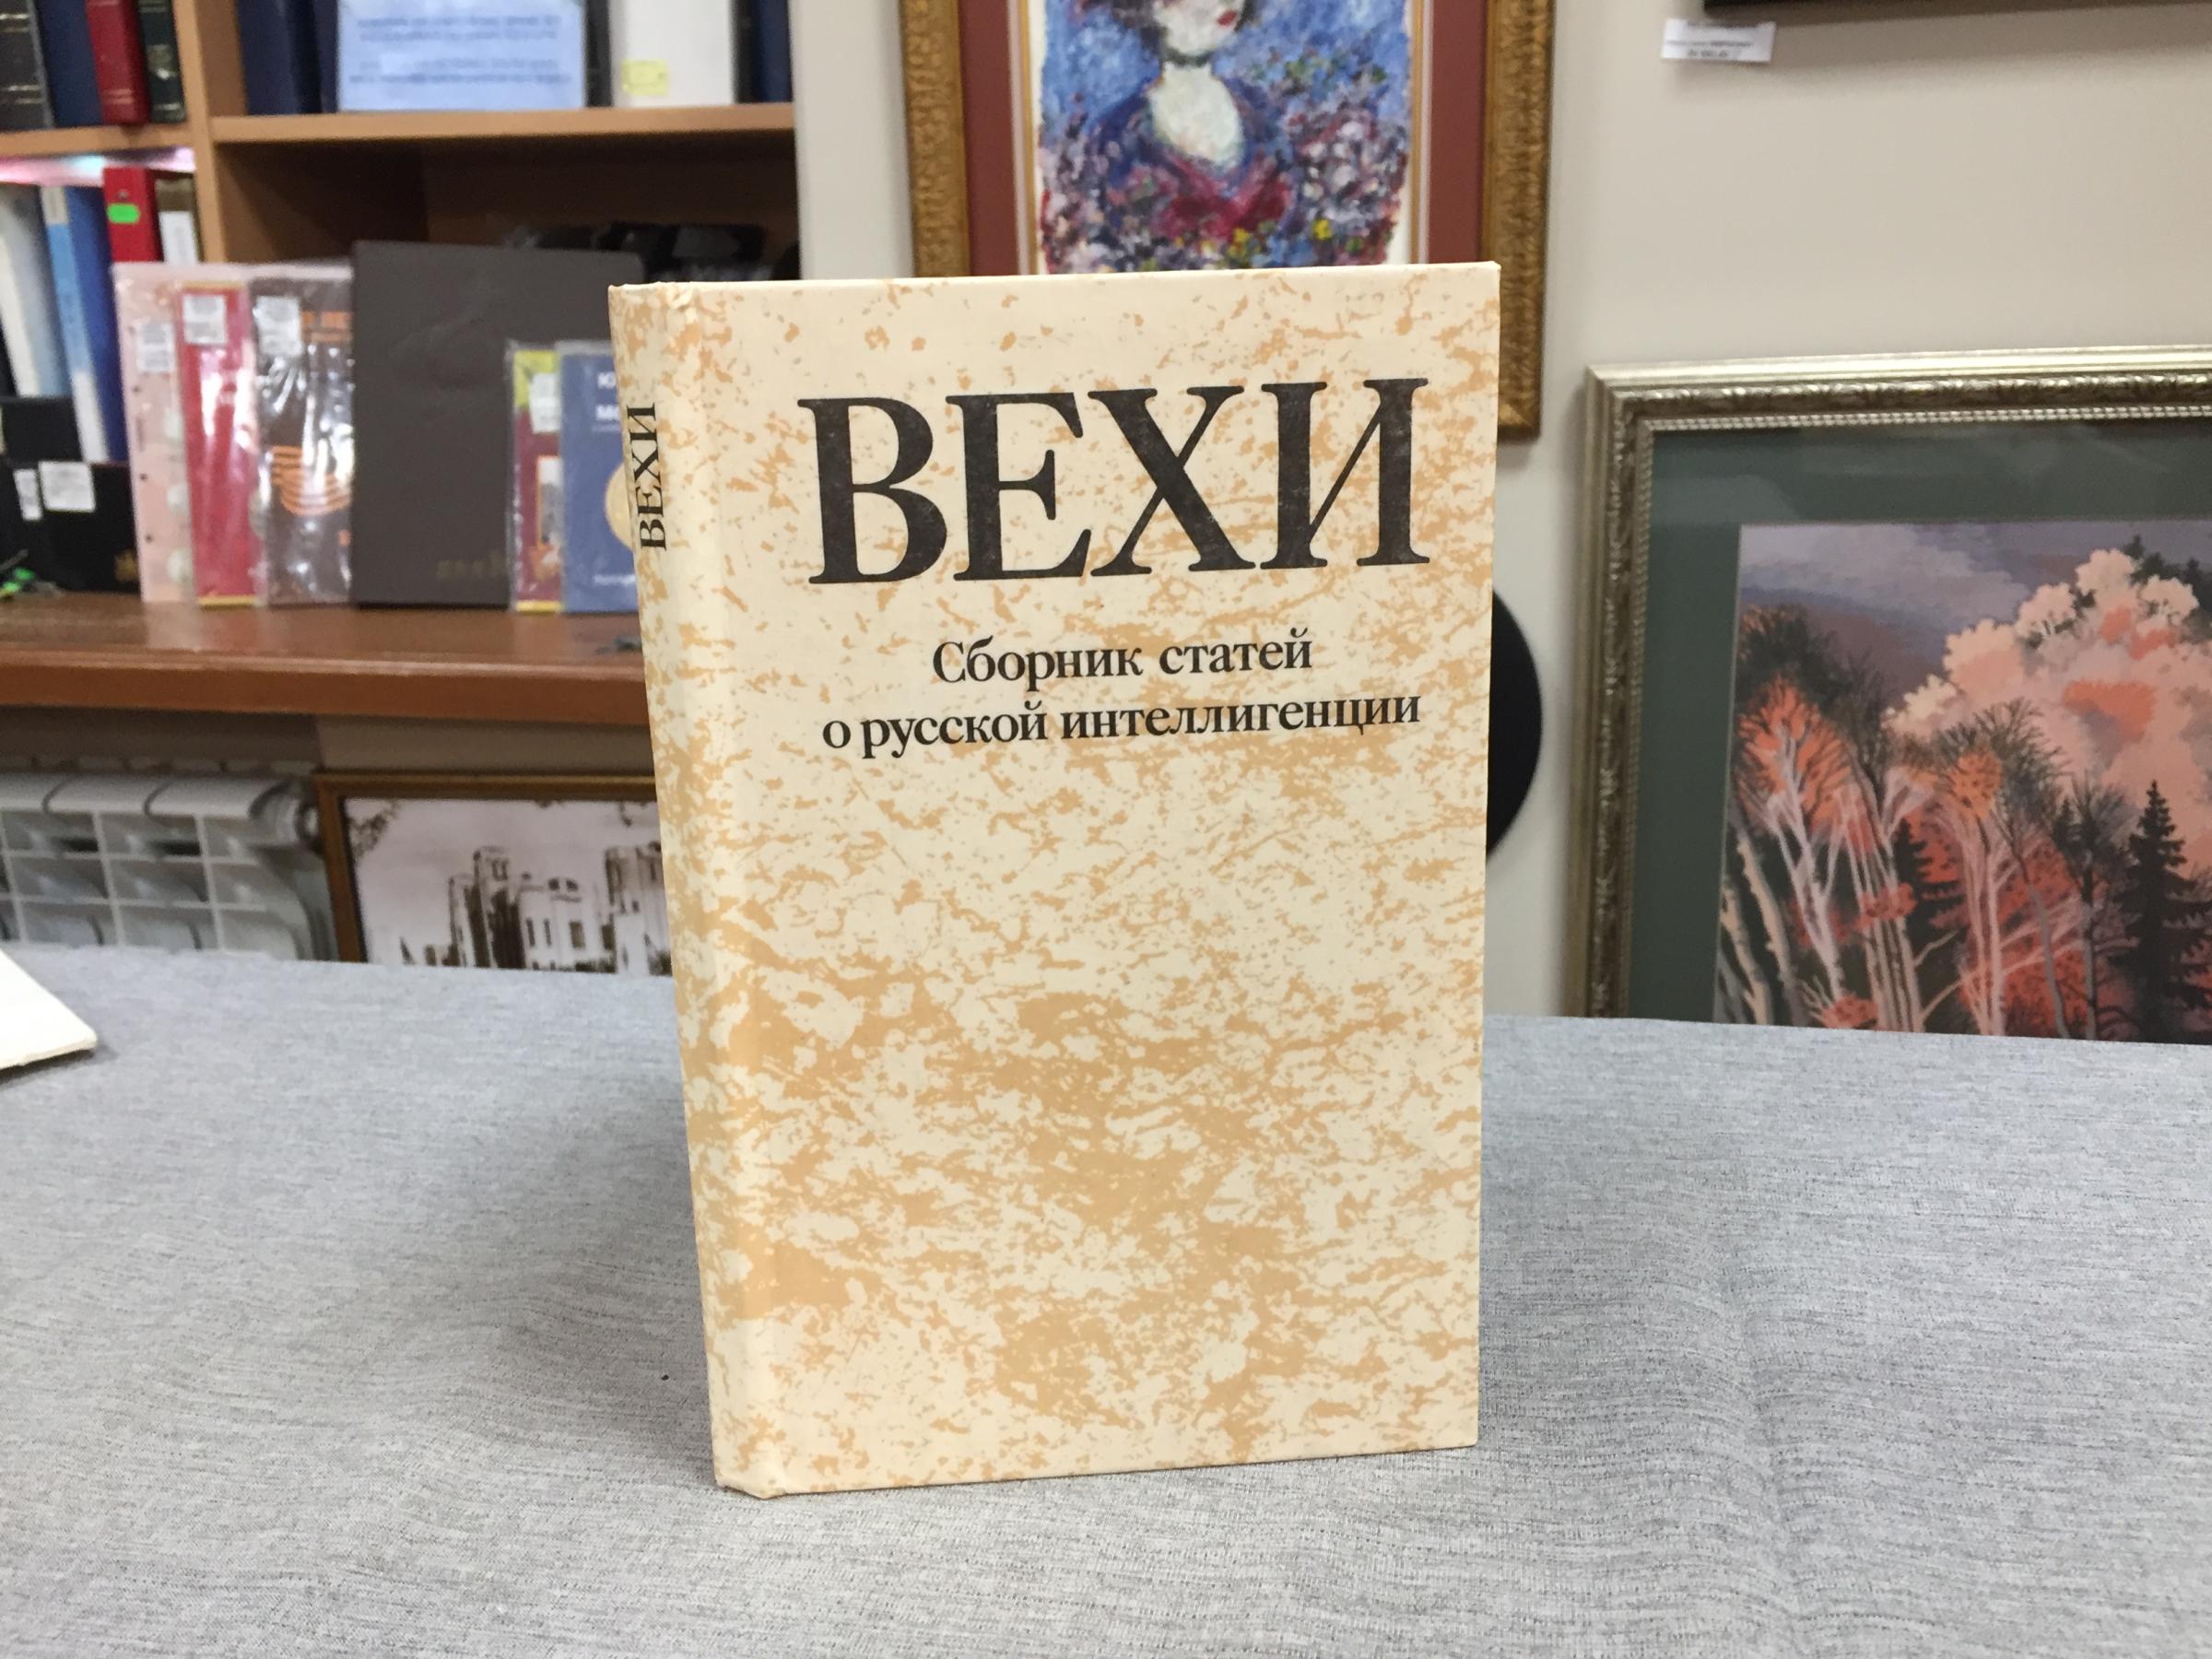 ВЕХИ
Сборник статей
о русской интеллигенции
ВЕХИ